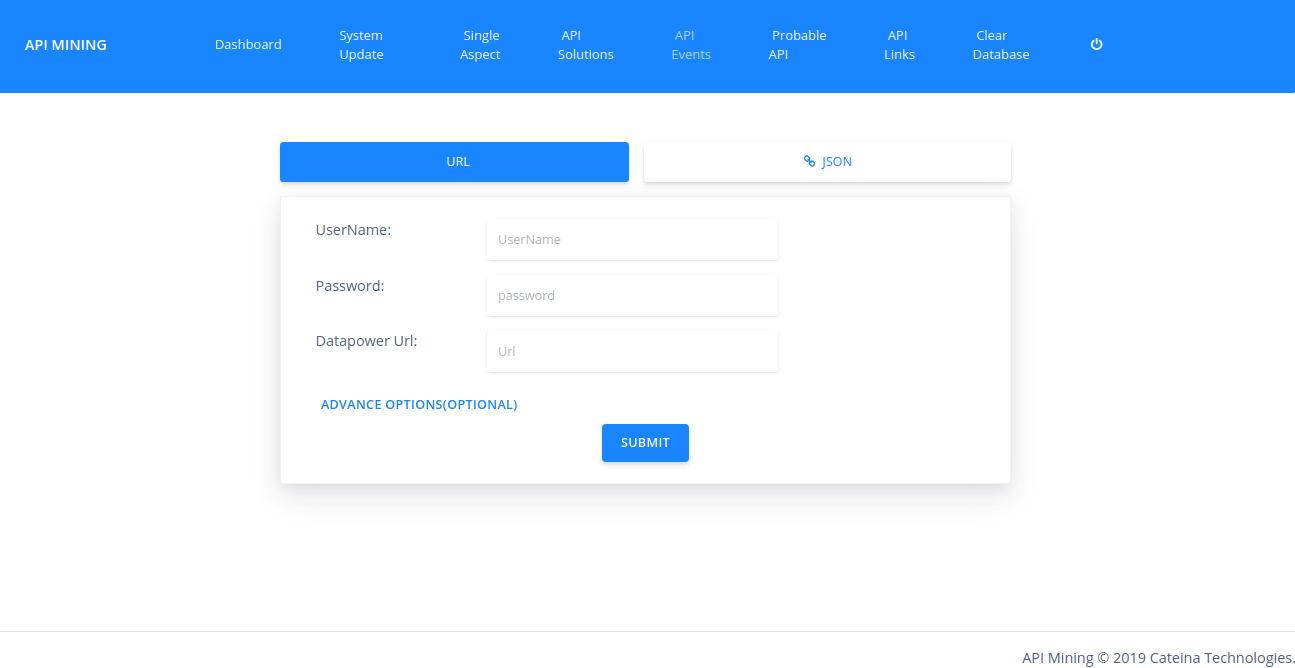 API MINING
Dashboard
System
Update
Single
Aspect
API
Solutions
API
Events
Probable
API
API
Links
Clear
Database
URL
JSON
UserName:
UserName
Password:
password
Datapower Url:
Url
ADVANCE OPTIONS(OPTIONAL)
SUBMIT
API Mining © 2019 Cateina Technologies.